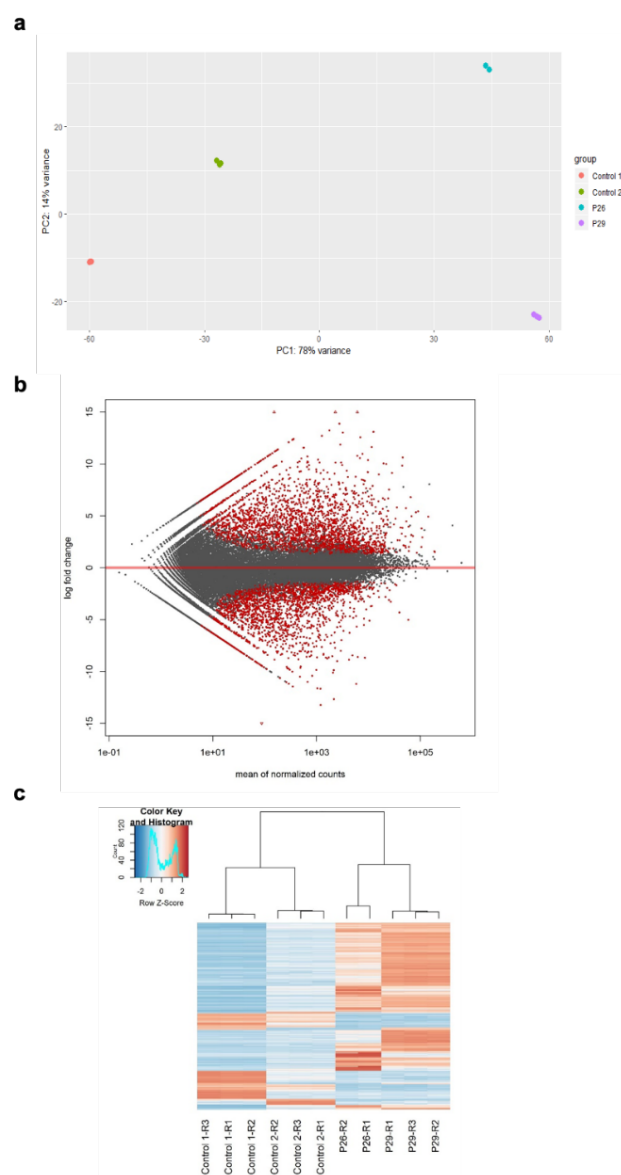 a
20
0
-20
PC2: 14% variance
-60
-30
0
30
60
PC1: 78% variance
group
Control 1
Control 2
P26
P29
b
15
10
5
0
-5
-10
-15
log fold change
1e-01
1e+01
1e+03
1e+05
mean of normalized counts
c
Color Key
and Histogram
Count
0 40 80 120
-2 0 2
Row Z-Score
Control 1-R3
Control 1-R1
Control 1-R2
Control 2-R2
Control 2-R3
Control 2-R1
P26-R2
P26-R1
P29-R1
P29-R3
P29-R2